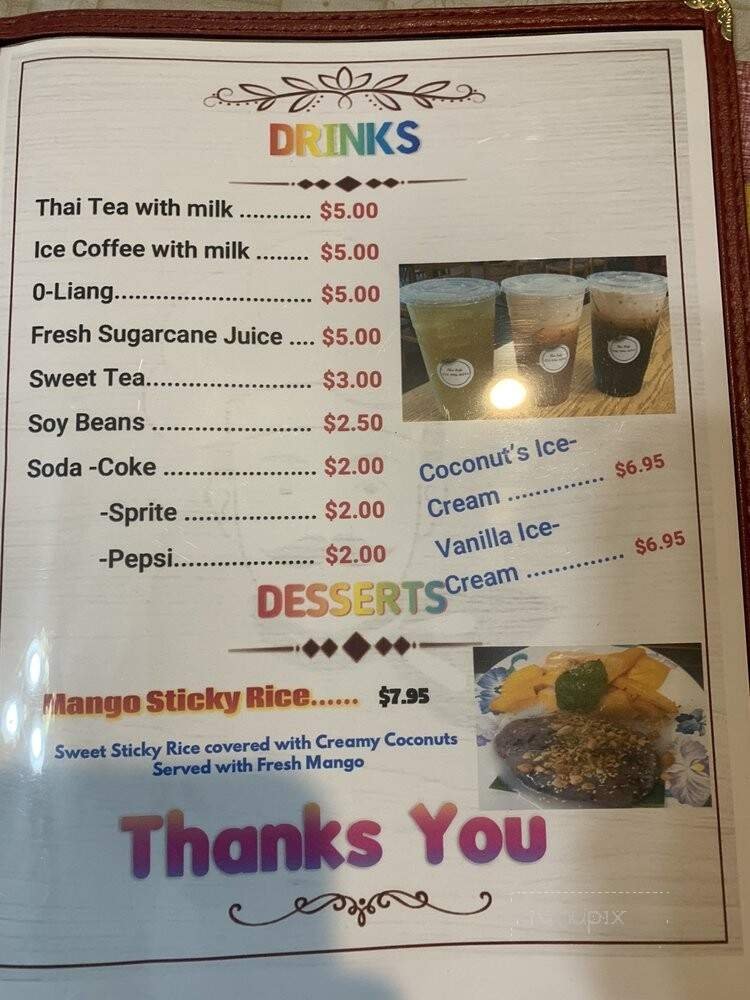 DRINKS
Thai Tea with milk ........... $5.00
Ice Coffee with milk ........ $5.00
0-Liang............................ $5.00
Fresh Sugarcane Juice .... $5.00
Sweet Tea....................... $3.00
Soy Beans ....................... $2.50
Soda -Coke ...................... $2.00
-Sprite ................... $2.00
-Pepsi..................... $2.00
Coconut's Ice-
Cream .............. $6.95
Vanilla Ice-
Cream .............. $6.95
DESSERTS
Mango Sticky Rice...... $7.95
Sweet Sticky Rice covered with Creamy Coconuts
Served with Fresh Mango
Thanks You